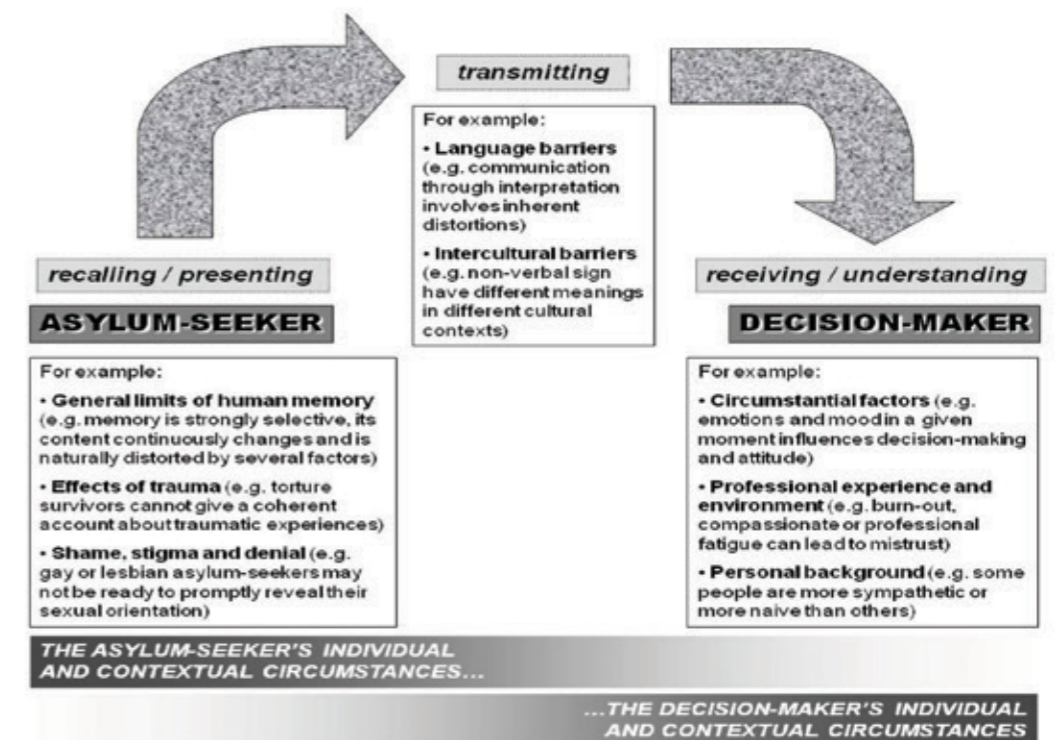 transmitting
For example:
• Language barriers
(e.g. communication
through interpretation
involves inherent
distortions)
• Intercultural barriers
(e.g. non-verbal sign
have different meanings
in different cultural
contexts)
recalling / presenting
ASYLUM-SEEKER
For example:
• General limits of human memory
(e.g. memory is strongly selective, its
content continuously changes and is
naturally distorted by several factors)
• Effects of trauma (e.g. torture
survivors cannot give a coherent
account about traumatic experiences)
• Shame, stigma and denial (e.g.
gay or lesbian asylum-seekers may
not be ready to promptly reveal their
sexual orientation)
receiving / understanding
DECISION-MAKER
For example:
• Circumstantial factors (e.g.
emotions and mood in a given
moment influences decision-making
and attitude)
• Professional experience and
environment (e.g. burn-out,
compassionate or professional
fatigue can lead to mistrust)
• Personal background (e.g. some
people are more sympathetic or
more naive than others)
THE ASYLUM-SEEKER'S INDIVIDUAL
AND CONTEXTUAL CIRCUMSTANCES...
...THE DECISION-MAKER'S INDIVIDUAL
AND CONTEXTUAL CIRCUMSTANCES